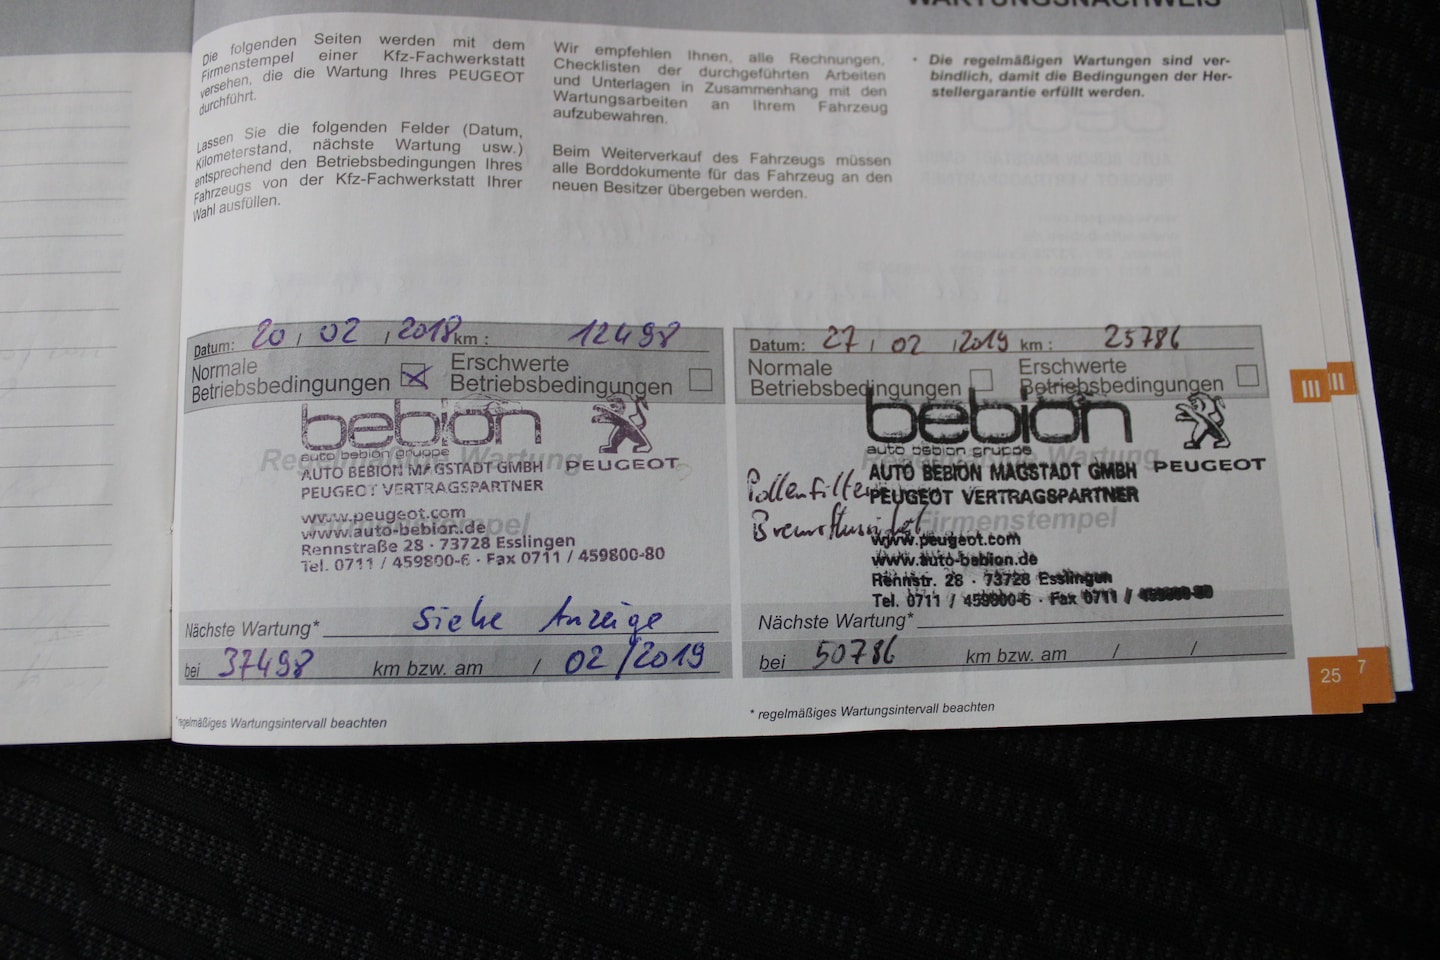 WARTUNGSNACHWEIS
Die folgenden Seiten werden mit dem
Firmenstempel einer Kfz-Fachwerkstatt
versehen, die die Wartung Ihres PEUGEOT
durchführt.
Lassen Sie die folgenden Felder (Datum,
Kilometerstand, nächste Wartung usw.)
entsprechend den Betriebsbedingungen Ihres
Fahrzeugs von der Kfz-Fachwerkstatt Ihrer
Wahl ausfüllen.
Wir empfehlen Ihnen, alle Rechnungen,
Checklisten der durchgeführten Arbeiten
und Unterlagen in Zusammenhang mit den
Wartungsarbeiten an Ihrem Fahrzeug
aufzubewahren.
Beim Weiterverkauf des Fahrzeugs müssen
alle Borddokumente für das Fahrzeug an den
neuen Besitzer übergeben werden.
* Die regelmäßigen Wartungen sind ver-
bindlich, damit die Bedingungen der Her-
stellergarantie erfüllt werden.
Datum: 20 / 02 / 2018 km : 12498
Normale
Betriebsbedingungen
Erschwerte
Betriebsbedingungen
bebion
auto bebion gruppe
PEUGEOT
Regelmäßige Wartung
AUTO BEBION MAGSTADT GMBH
PEUGEOT VERTRAGSPARTNER
Firmenstempel
www.peugeot.com
www.auto-bebion.de
Rennstraße 28 · 73728 Esslingen
Tel. 0711 / 459800-6 · Fax 0711 / 459800-80
Nächste Wartung* Siehe Anzeige
bei 37498 km bzw. am / 02 / 2019
*regelmäßiges Wartungsintervall beachten
Datum: 27 / 02 / 2019 km : 25786
Normale
Betriebsbedingungen
Erschwerte
Betriebsbedingungen
bebion
auto bebion gruppe
PEUGEOT
Wartung
AUTO BEBION MAGSTADT GMBH
Pollenfilter
PEUGEOT VERTRAGSPARTNER
Bremsflüssigkeit
Firmenstempel
www.peugeot.com
www.auto-bebion.de
Rennstr. 28 · 73728 Esslingen
Tel. 0711 / 459800-6 · Fax 0711 / 459800-80
Nächste Wartung*
bei 50786 km bzw. am / /
* regelmäßiges Wartungsintervall beachten
III
II
25
7